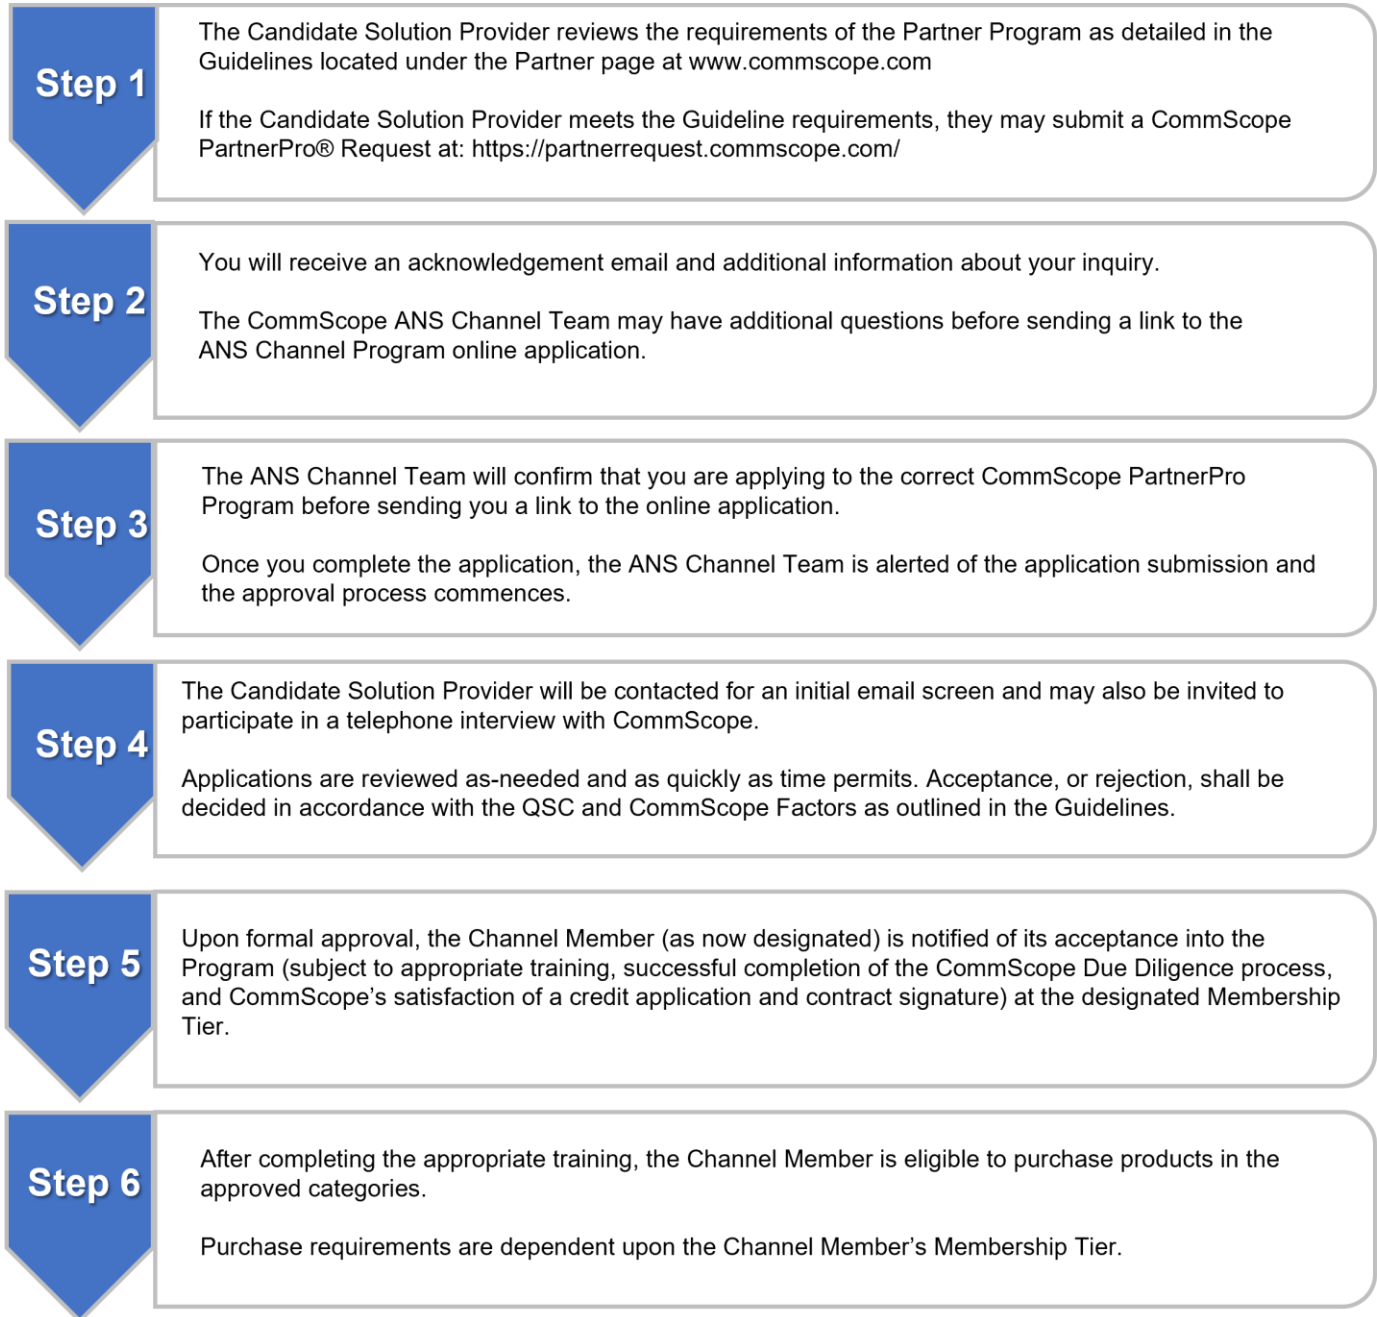 Step 1
The Candidate Solution Provider reviews the requirements of the Partner Program as detailed in the
Guidelines located under the Partner page at www.commscope.com
If the Candidate Solution Provider meets the Guideline requirements, they may submit a CommScope
PartnerPro® Request at: https://partnerrequest.commscope.com/
Step 2
You will receive an acknowledgement email and additional information about your inquiry.
The CommScope ANS Channel Team may have additional questions before sending a link to the
ANS Channel Program online application.
Step 3
The ANS Channel Team will confirm that you are applying to the correct CommScope PartnerPro
Program before sending you a link to the online application.
Once you complete the application, the ANS Channel Team is alerted of the application submission and
the approval process commences.
Step 4
The Candidate Solution Provider will be contacted for an initial email screen and may also be invited to
participate in a telephone interview with CommScope.
Applications are reviewed as-needed and as quickly as time permits. Acceptance, or rejection, shall be
decided in accordance with the QSC and CommScope Factors as outlined in the Guidelines.
Step 5
Upon formal approval, the Channel Member (as now designated) is notified of its acceptance into the
Program (subject to appropriate training, successful completion of the CommScope Due Diligence process,
and CommScope's satisfaction of a credit application and contract signature) at the designated Membership
Tier.
Step 6
After completing the appropriate training, the Channel Member is eligible to purchase products in the
approved categories.
Purchase requirements are dependent upon the Channel Member's Membership Tier.